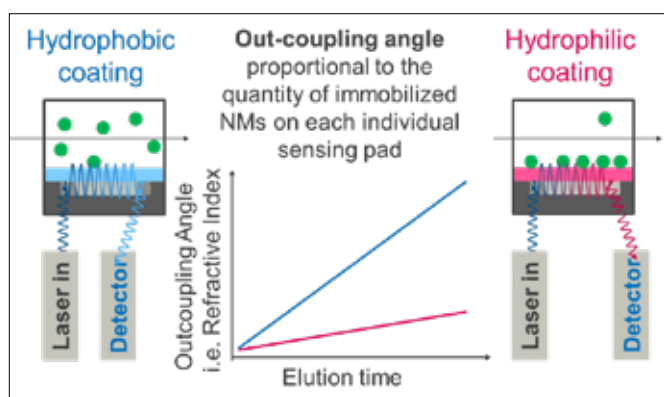 Hydrophobic
coating
Out-coupling angle
proportional to the
quantity of immobilized
NMs on each individual
sensing pad
Hydrophilic
coating
Laser in
Detector
Outcoupling Angle
i.e. Refractive Index
Elution time
Laser in
Detector